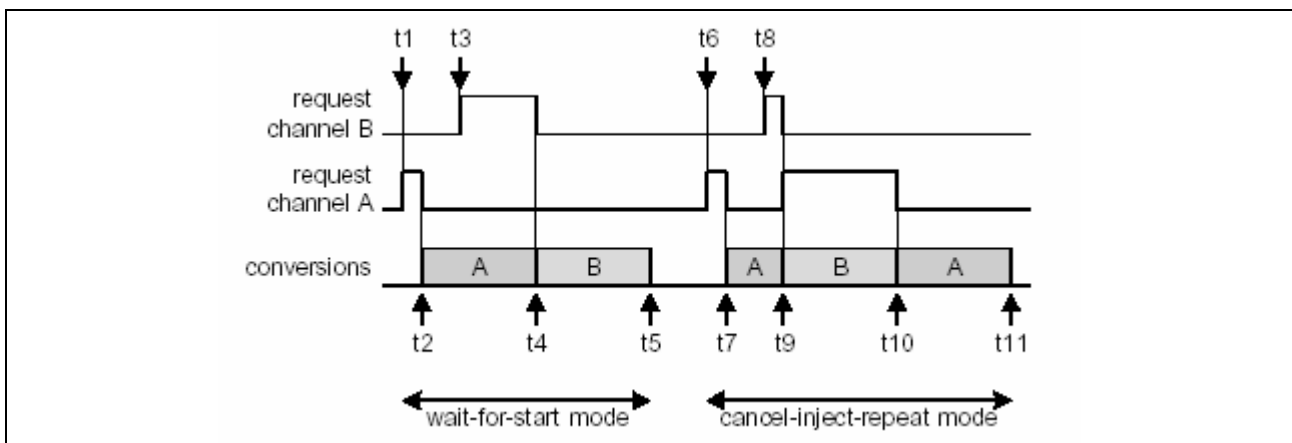 t1 t3 t6 t8
request
channel B
request
channel A
conversions A B A B A
t2 t4 t5 t7 t9 t10 t11
wait-for-start mode cancel-inject-repeat mode